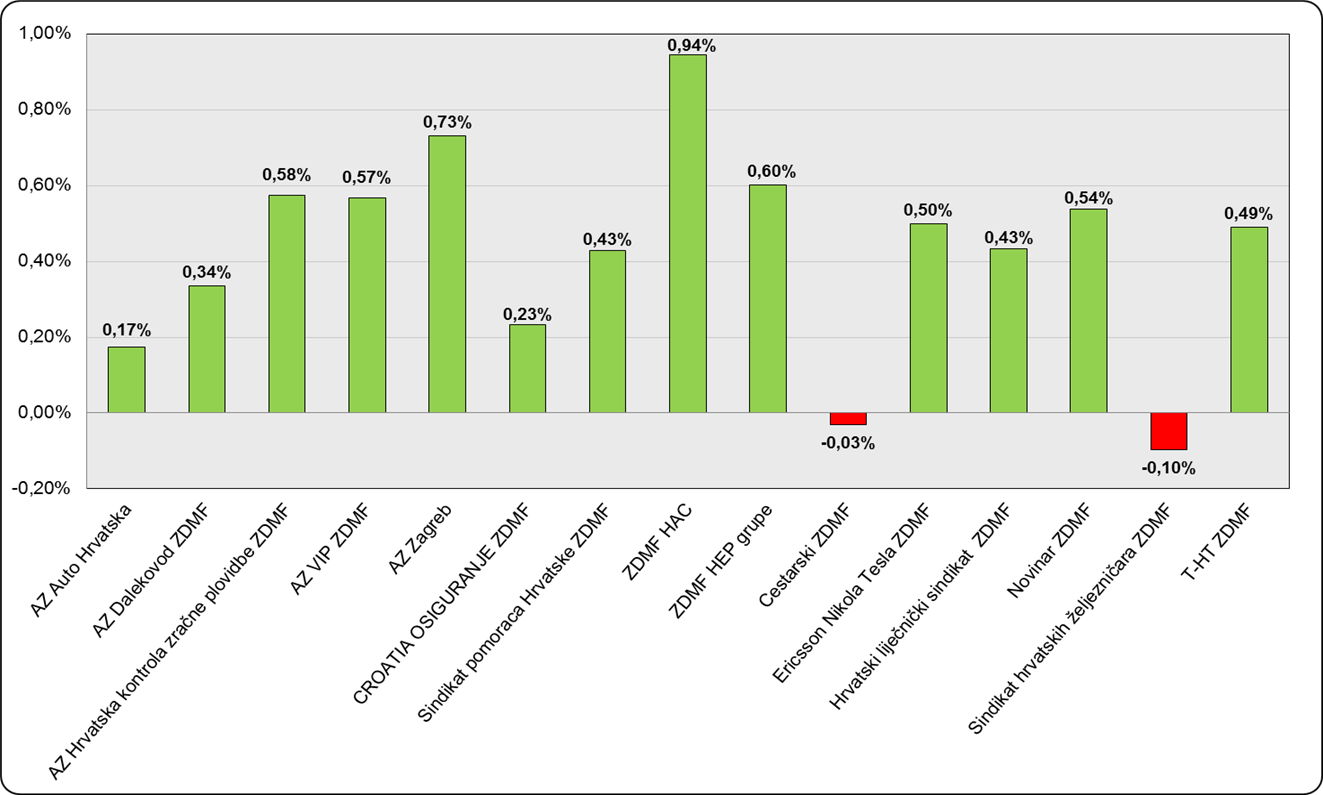 1,00%
0,80%
0,60%
0,40%
0,20%
0,00%
-0,20%
0,17%
0,34%
0,58%
0,57%
0,73%
0,23%
0,43%
0,94%
0,60%
-0,03%
0,50%
0,43%
0,54%
-0,10%
0,49%
AZ Auto Hrvatska
AZ Dalekovod ZDMF
AZ Hrvatska kontrola zračne plovidbe ZDMF
AZ VIP ZDMF
AZ Zagreb
CROATIA OSIGURANJE ZDMF
Sindikat pomoraca Hrvatske ZDMF
ZDMF HAC
ZDMF HEP grupe
Cestarski ZDMF
Ericsson Nikola Tesla ZDMF
Hrvatski liječnički sindikat ZDMF
Novinar ZDMF
Sindikat hrvatskih željezničara ZDMF
T-HT ZDMF